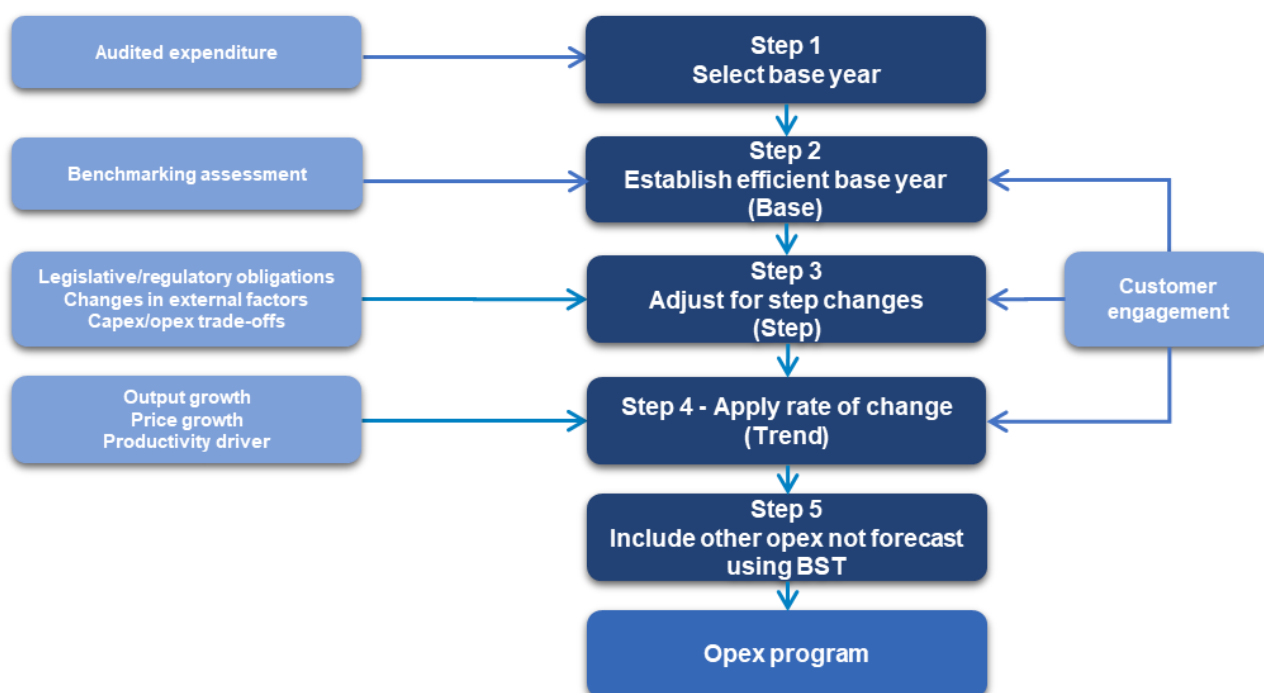 Audited expenditure
Step 1
Select base year
Benchmarking assessment
Step 2
Establish efficient base year
(Base)
Legislative/regulatory obligations
Changes in external factors
Capex/opex trade-offs
Step 3
Adjust for step changes
(Step)
Customer
engagement
Output growth
Price growth
Productivity driver
Step 4 - Apply rate of change
(Trend)
Step 5
Include other opex not forecast
using BST
Opex program